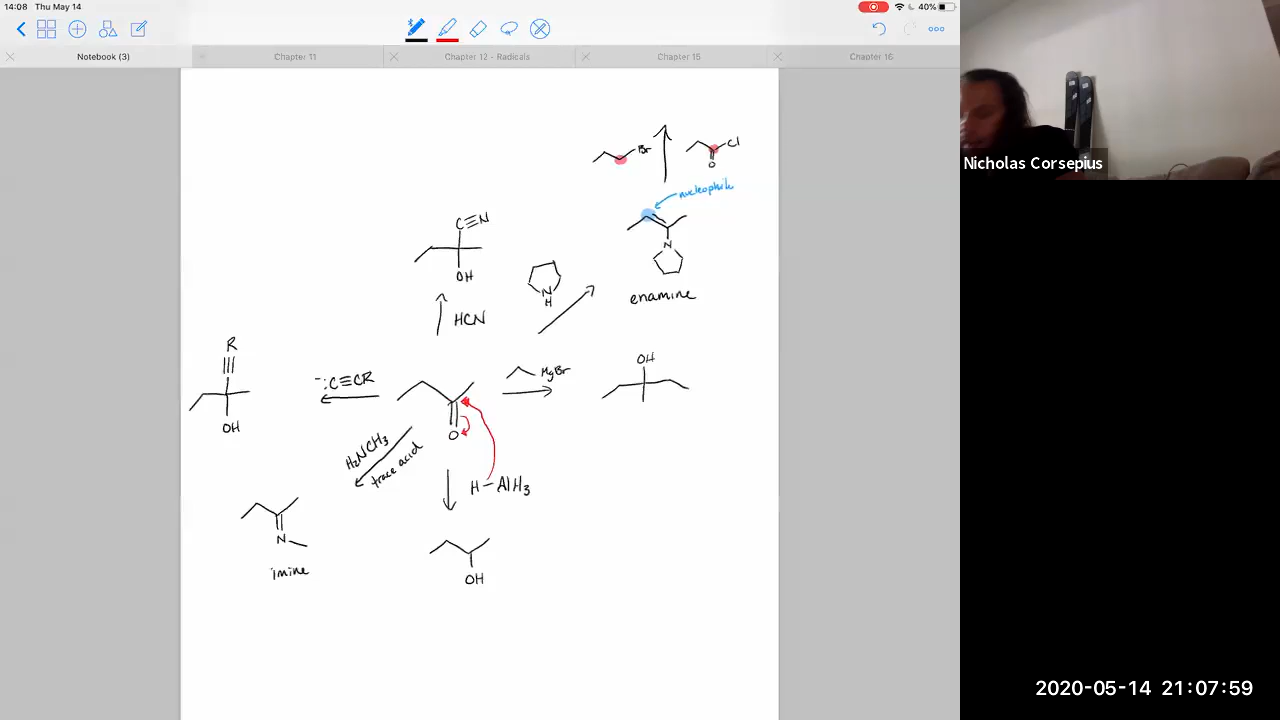 14:08 Thu May 14
40%
Notebook (3)
Chapter 11
Chapter 12 - Radicals
Chapter 15
Chapter 16
Br
Cl
O
nucleophile
N
enamine
C≡N
OH
HCN
N
H
R
OH
:C≡CR
MgBr
OH
O
H2NCH3
trace acid
H-AlH3
N
imine
OH
Nicholas Corsepius
2020-05-14 21:07:59